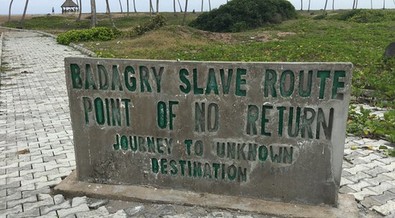 BADAGRY SLAVE ROUTE
POINT OF NO RETURN
JOURNEY TO UNKNOWN
DESTINATION